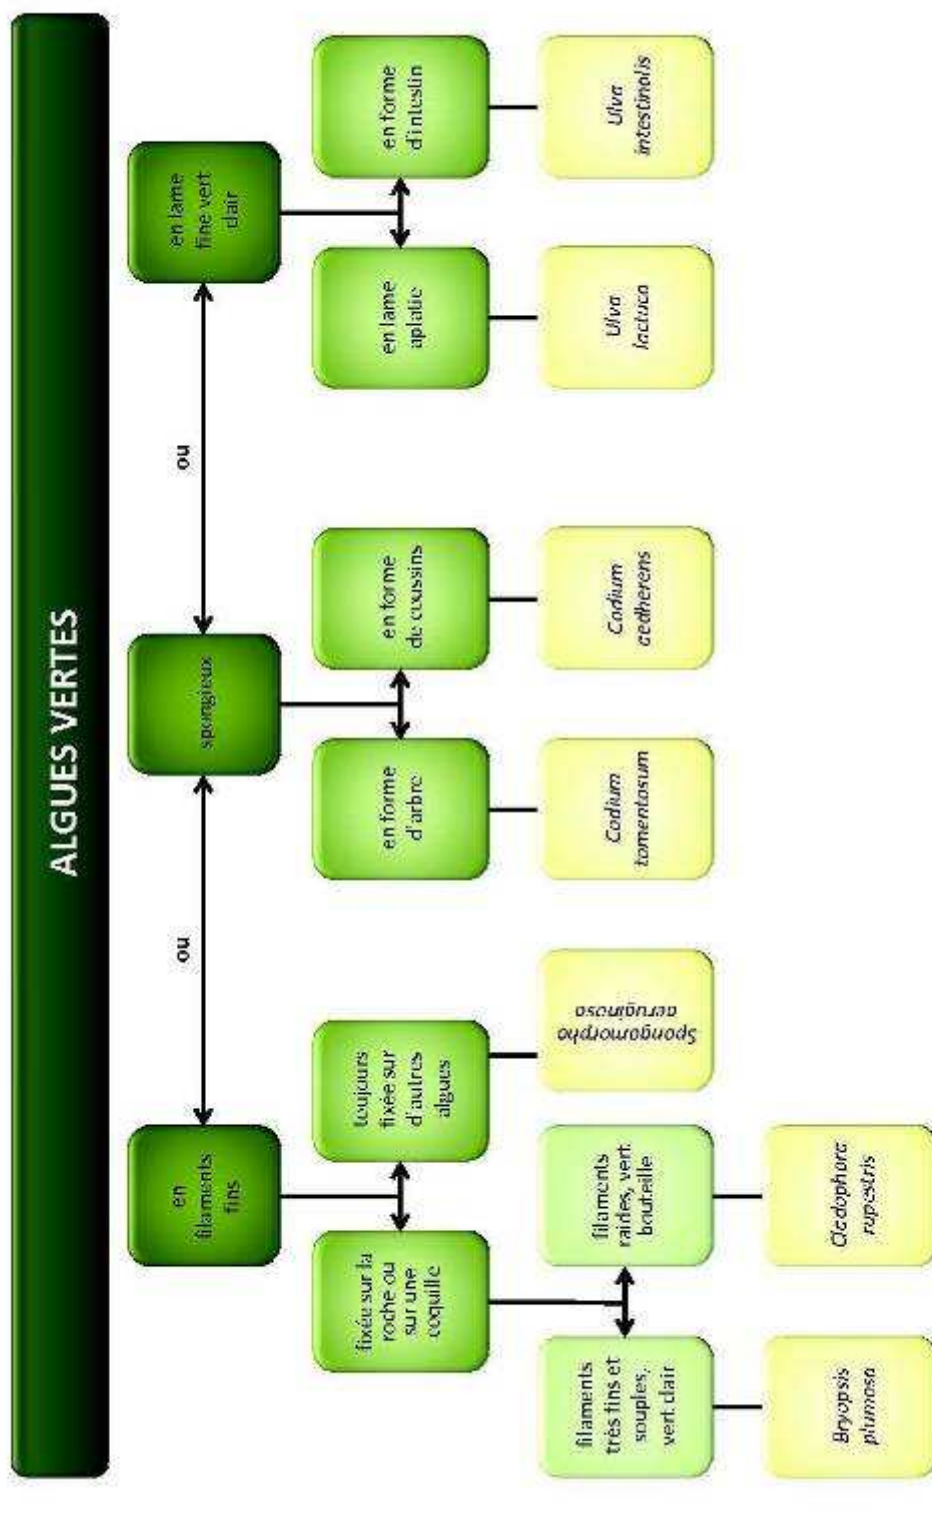 ALGUES VERTES
en
filaments
fins
ou
spongieux
ou
en lame
fine vert
clair
fixée sur la
roche ou
sur une
coquille
toujours
fixée sur
d'autres
algues
en forme
d'arbre
en forme
de coussins
en lame
aplatie
en forme
d'intestin
filaments
très fins et
souples,
vert clair
filaments
raides, vert
bouteille
Spongomorpha
aeruginosa
Codium
tomentosum
Codium
aedherens
Ulva
lactuca
Ulva
intestinalis
Bryopsis
plumosa
Cladophora
rupestris